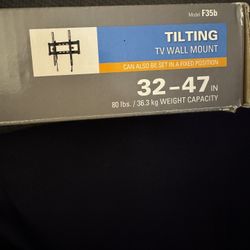 Model F35b
TILTING
TV WALL MOUNT
CAN ALSO BE SET IN A FIXED POSITION
32-47 IN
80 lbs. / 36.3 kg WEIGHT CAPACITY